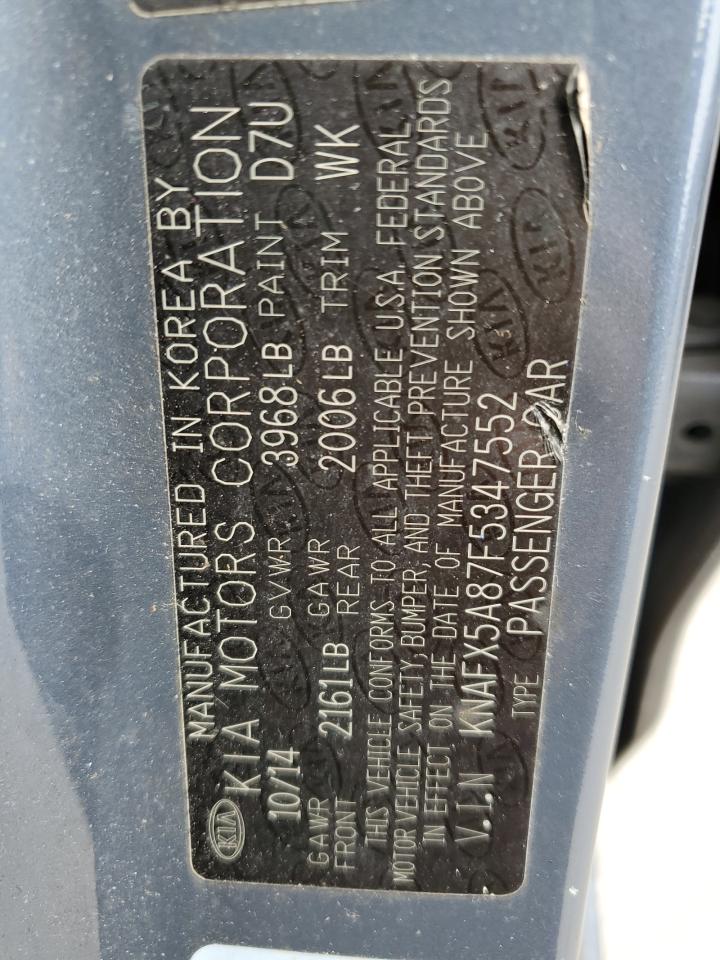 MANUFACTURED IN KOREA BY
KIA KIA MOTORS CORPORATION
10/14 GVWR 3968LB PAINT D7U
GAWR FRONT 2161LB GAWR REAR 2006LB TRIM WK
THIS VEHICLE CONFORMS TO ALL APPLICABLE U.S.A. FEDERAL
MOTOR VEHICLE SAFETY, BUMPER, AND THEFT PREVENTION STANDARDS
IN EFFECT ON THE DATE OF MANUFACTURE SHOWN ABOVE
V.I.N KNAFX5A87F5347552
TYPE PASSENGER CAR